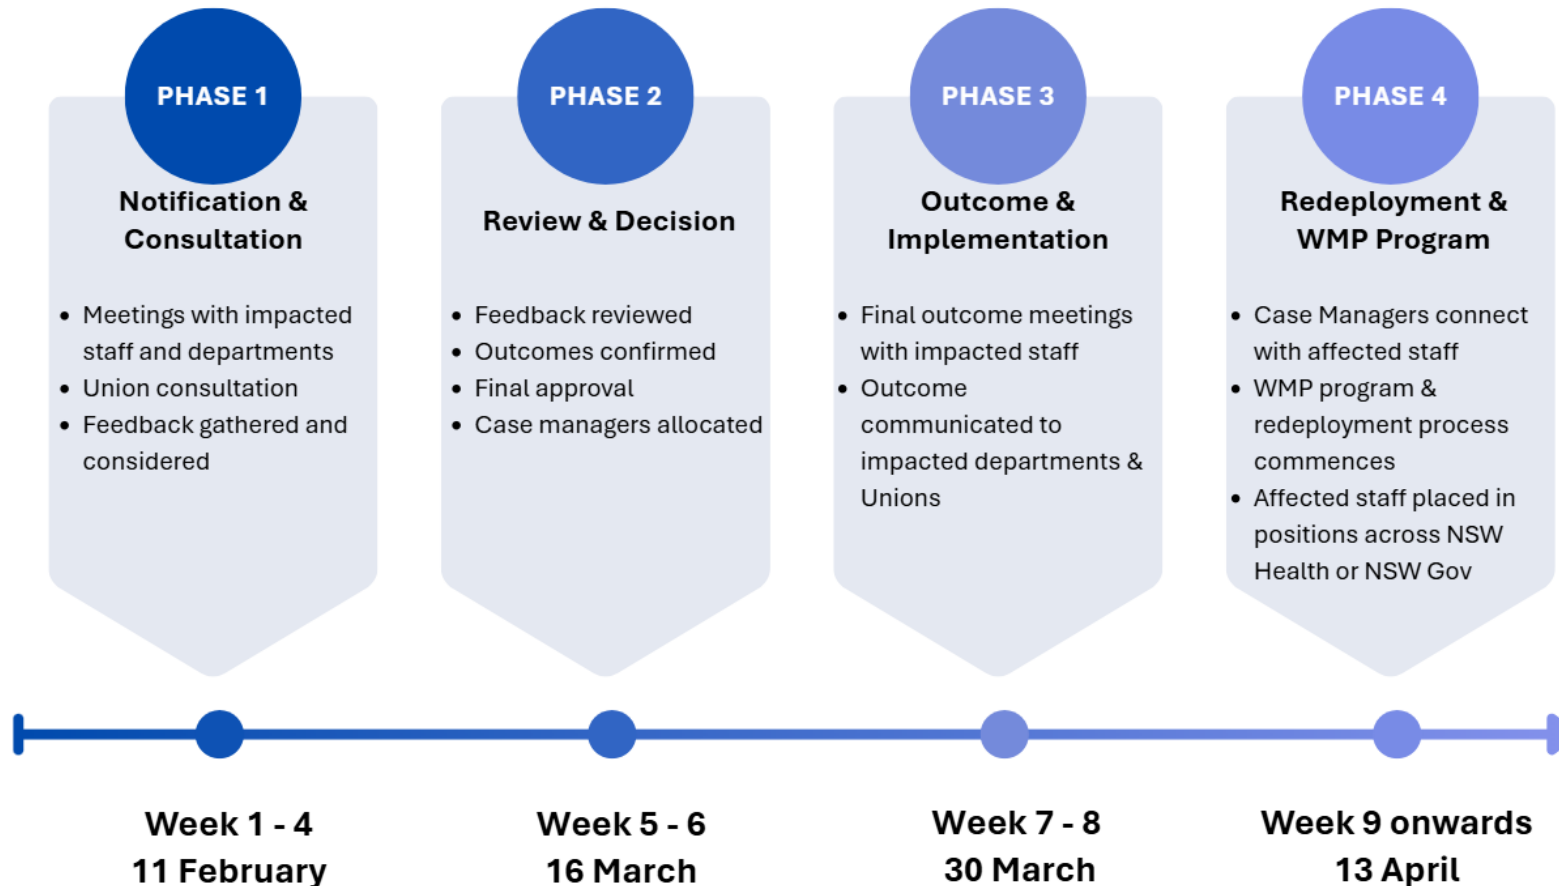 PHASE 1
Notification &
Consultation
• Meetings with impacted
staff and departments
• Union consultation
• Feedback gathered and
considered
Week 1 - 4
11 February
PHASE 2
Review & Decision
• Feedback reviewed
• Outcomes confirmed
• Final approval
• Case managers allocated
Week 5 - 6
16 March
PHASE 3
Outcome &
Implementation
• Final outcome meetings
with impacted staff
• Outcome
communicated to
impacted departments &
Unions
Week 7 - 8
30 March
PHASE 4
Redeployment &
WMP Program
• Case Managers connect
with affected staff
• WMP program &
redeployment process
commences
• Affected staff placed in
positions across NSW
Health or NSW Gov
Week 9 onwards
13 April